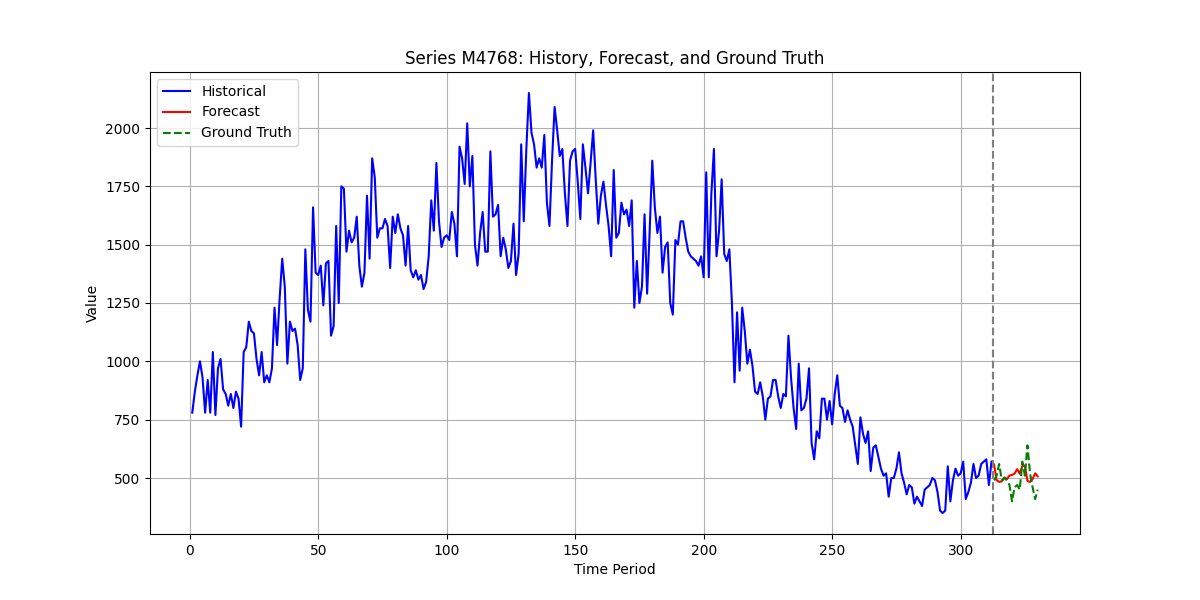 Series M4768: History, Forecast, and Ground Truth
Historical
Forecast
Ground Truth
Value
2000
1750
1500
1250
1000
750
500
0 50 100 150 200 250 300
Time Period